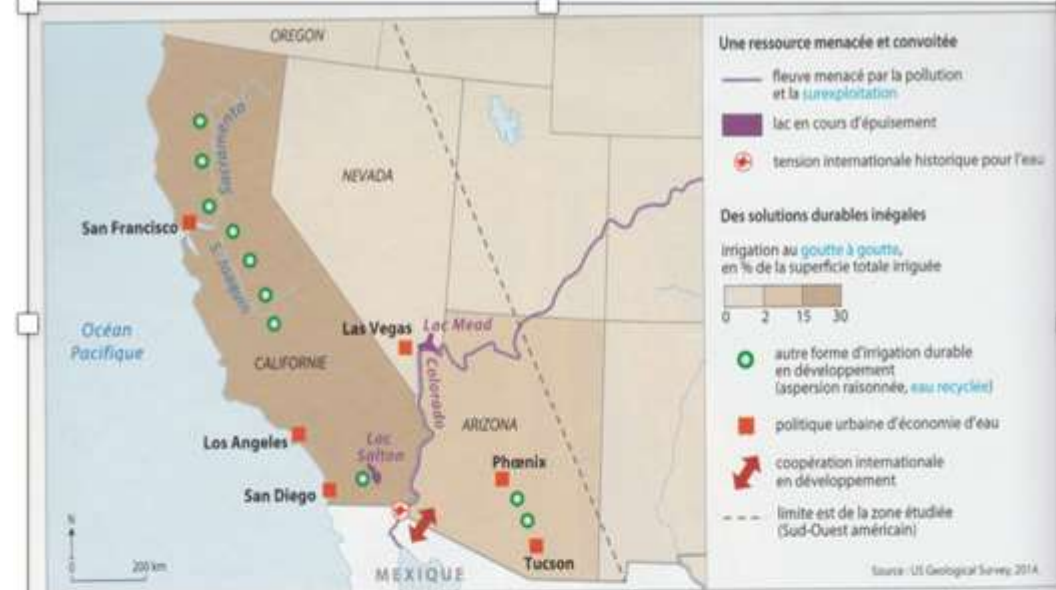 OREGON
NEVADA
Sacramento
San Francisco
S. Joaquin
Océan
Pacifique
CALIFORNIE
Las Vegas
Lac Mead
Colorado
ARIZONA
Los Angeles
Lac
Salton
San Diego
Phœnix
Tucson
MEXIQUE
N
0
200 km
Une ressource menacée et convoitée
fleuve menacé par la pollution
et la surexploitation
lac en cours d'épuisement
tension internationale historique pour l'eau
Des solutions durables inégales
irrigation au goutte à goutte,
en % de la superficie totale irriguée
0 2 15 30
autre forme d'irrigation durable
en développement
(aspersion raisonnée, eau recyclée)
politique urbaine d'économie d'eau
coopération internationale
en développement
limite est de la zone étudiée
(Sud-Ouest américain)
Source : US Geological Survey, 2014.